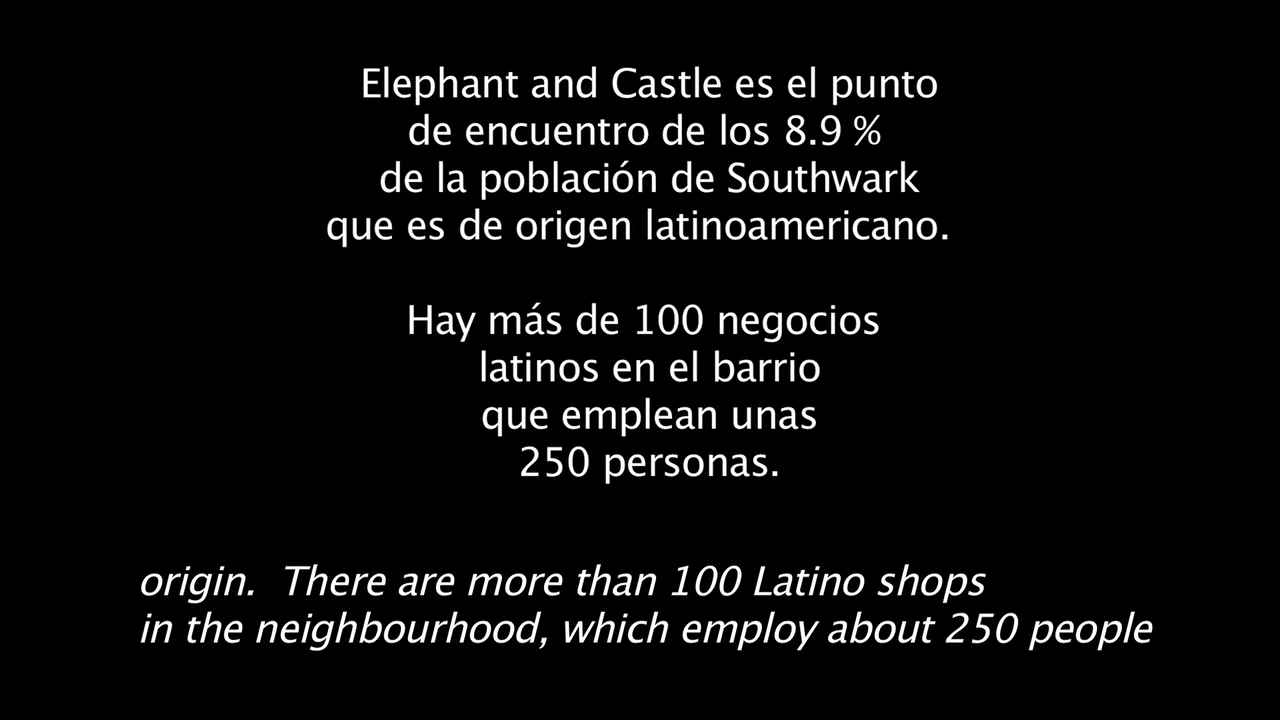 Elephant and Castle es el punto
de encuentro de los 8.9 %
de la población de Southwark
que es de origen latinoamericano.
Hay más de 100 negocios
latinos en el barrio
que emplean unas
250 personas.
origin.  There are more than 100 Latino shops
in the neighbourhood, which employ about 250 people